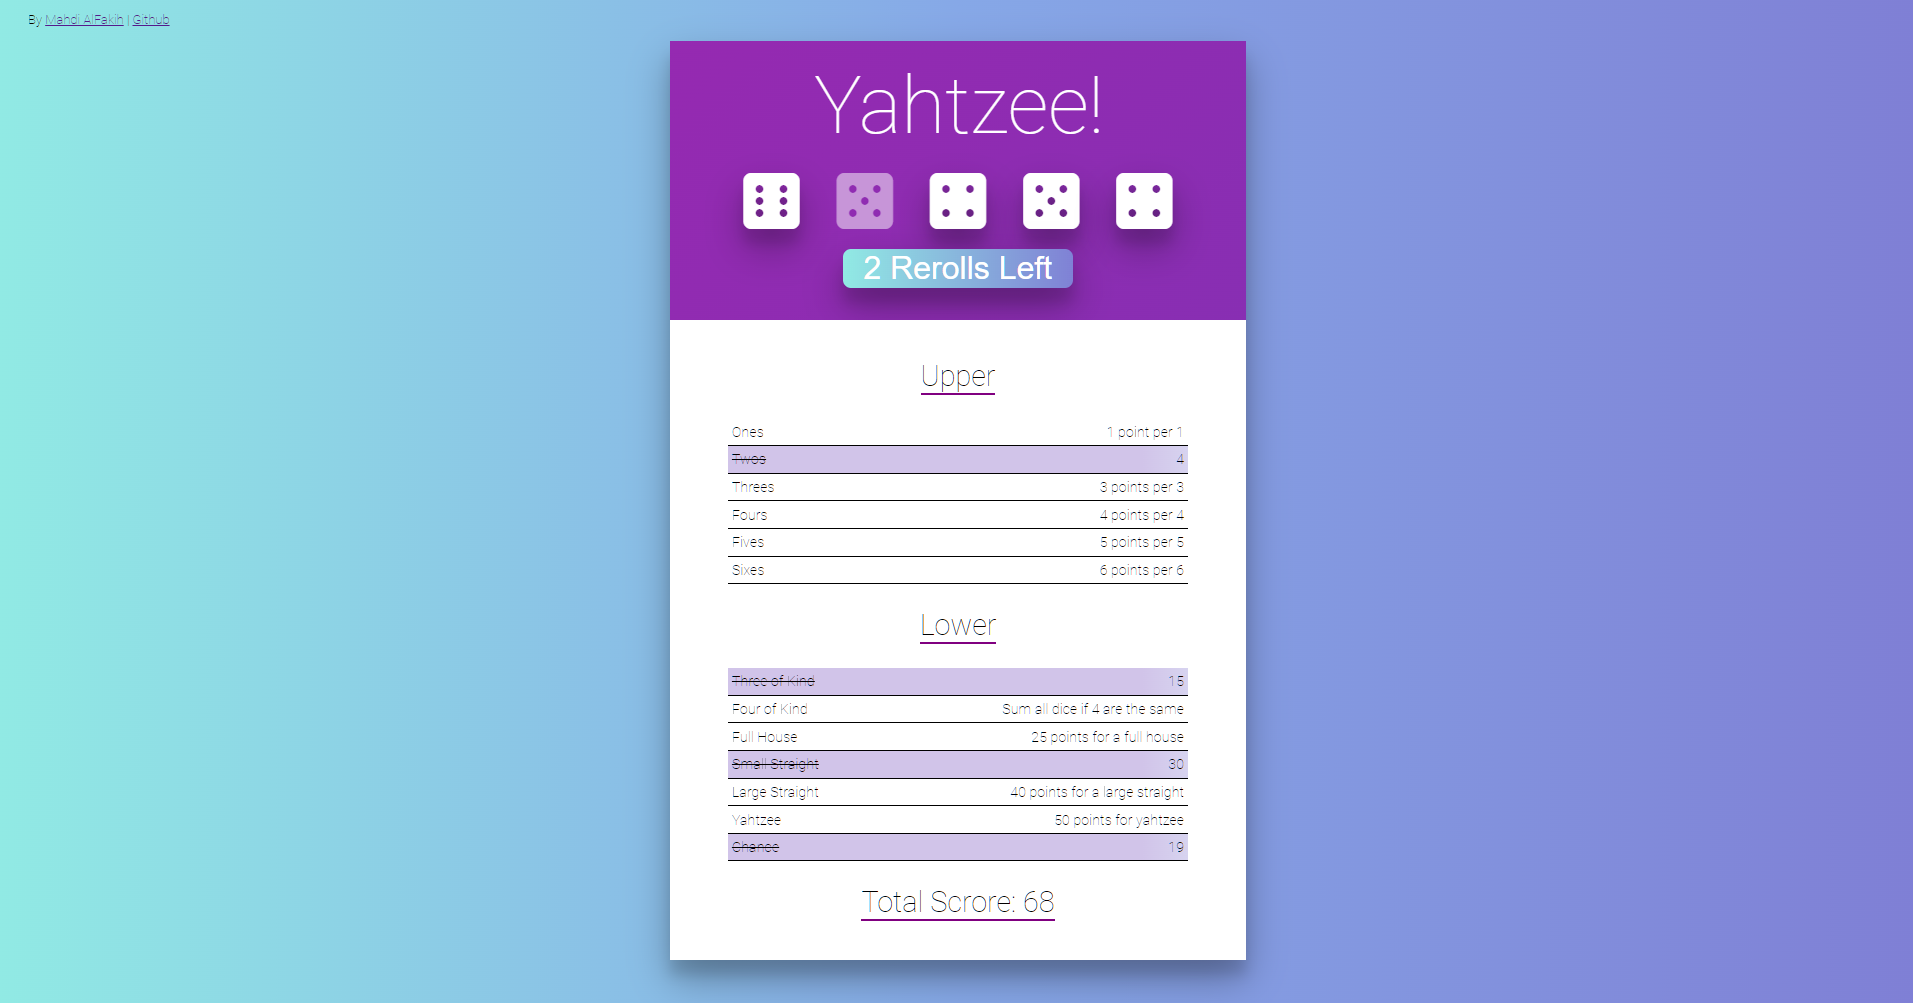 By Mahdi AlFakih | Github
Yahtzee!
2 Rerolls Left
Upper
Ones 1 point per 1
Twos 4
Threes 3 points per 3
Fours 4 points per 4
Fives 5 points per 5
Sixes 6 points per 6
Lower
Three of Kind 15
Four of Kind Sum all dice if 4 are the same
Full House 25 points for a full house
Small Straight 30
Large Straight 40 points for a large straight
Yahtzee 50 points for yahtzee
Chance 19
Total Scrore: 68